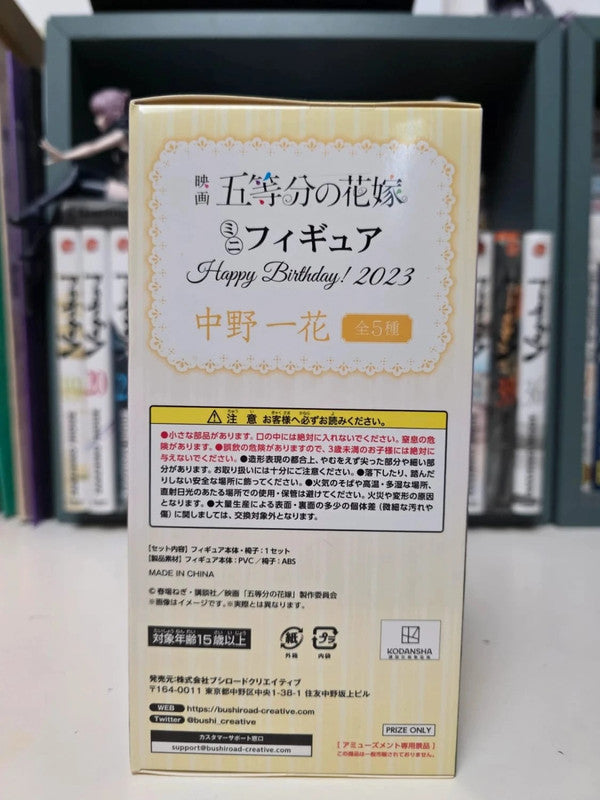 映画 五等分の花嫁
ミニ フィギュア
Happy Birthday! 2023
中野 一花 全5種
⚠注意 お客様へ必ずお読みください。
●小さな部品があります。口の中には絶対に入れないでください。窒息の危
険があります。●誤飲の危険がありますので、3歳未満のお子様には絶対に
与えないでください。●造形表現の都合上、やむをえず尖った部分や細い部
分があります。お取り扱いには十分にご注意ください。●落下したり、踏んだ
りしない安全な場所に飾ってください。●火気のそばや高温・多湿な場所、
直射日光のあたる場所での使用・保管は避けてください。火災や変形の原因
となります。●大量生産による表面・裏面の多少の個体差（微細な汚れや
傷）に関しましては、交換対象外となります。
【セット内容】フィギュア本体・椅子:1セット
【製品素材】フィギュア本体:PVC／椅子:ABS
MADE IN CHINA
© 春場ねぎ・講談社／映画「五等分の花嫁」製作委員会
※画像はイメージです。※実際とは異なります。
対象年齢15歳以上
紙 外箱
プラ 内袋
KODANSHA
発売元:株式会社ブシロードクリエイティブ
〒164-0011 東京都中野区中央1-38-1 住友中野坂上ビル
WEB https://bushiroad-creative.com
Twitter @bushi_creative
カスタマーサポート窓口
support@bushiroad-creative.com
PRIZE ONLY
[アミューズメント専用景品]
この商品は一般流通されておりません。
20